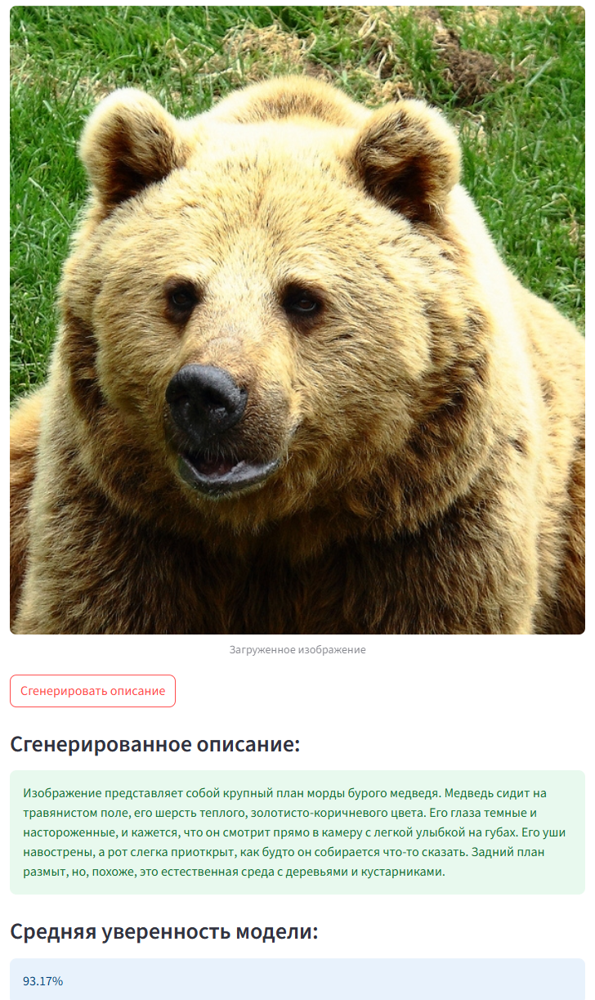 Загруженное изображение
Сгенерировать описание
Сгенерированное описание:
Изображение представляет собой крупный план морды бурого медведя. Медведь сидит на
травянистом поле, его шерсть теплого, золотисто-коричневого цвета. Его глаза темные и
настороженные, и кажется, что он смотрит прямо в камеру с легкой улыбкой на губах. Его уши
навострены, а рот слегка приоткрыт, как будто он собирается что-то сказать. Задний план
размыт, но, похоже, это естественная среда с деревьями и кустарниками.
Средняя уверенность модели:
93.17%